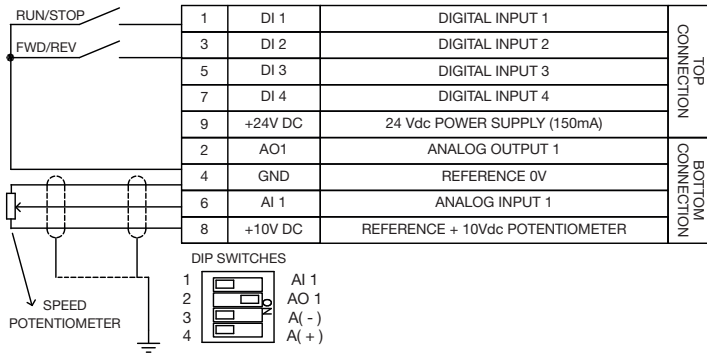 RUN/STOP
1 DI 1 DIGITAL INPUT 1
FWD/REV
3 DI 2 DIGITAL INPUT 2
5 DI 3 DIGITAL INPUT 3
7 DI 4 DIGITAL INPUT 4
9 +24V DC 24 Vdc POWER SUPPLY (150mA)
TOP
CONNECTION
2 AO1 ANALOG OUTPUT 1
4 GND REFERENCE 0V
6 AI 1 ANALOG INPUT 1
8 +10V DC REFERENCE + 10Vdc POTENTIOMETER
BOTTOM
CONNECTION
DIP SWITCHES
1 AI 1
2 AO 1
3 A( - )
4 A( + )
ON
SPEED
POTENTIOMETER